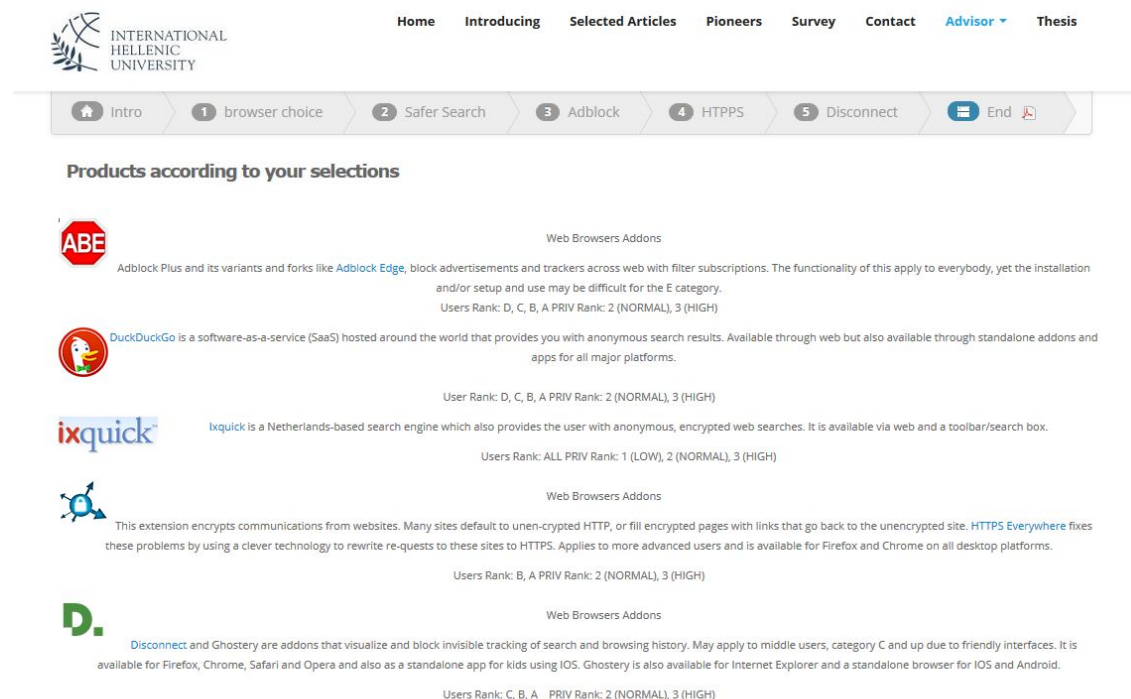 INTERNATIONAL
HELLENIC
UNIVERSITY
Home Introducing Selected Articles Pioneers Survey Contact Advisor Thesis
Intro 1 browser choice 2 Safer Search 3 Adblock 4 HTPPS 5 Disconnect End
Products according to your selections
ABE
Web Browsers Addons
Adblock Plus and its variants and forks like Adblock Edge, block advertisements and trackers across web with filter subscriptions. The functionality of this apply to everybody, yet the installation
and/or setup and use may be difficult for the E category.
Users Rank: D, C, B, A PRIV Rank: 2 (NORMAL), 3 (HIGH)
DuckDuckGo is a software-as-a-service (SaaS) hosted around the world that provides you with anonymous search results. Available through web but also available through standalone addons and
apps for all major platforms.
User Rank: D, C, B, A PRIV Rank: 2 (NORMAL), 3 (HIGH)
ixquick
Ixquick is a Netherlands-based search engine which also provides the user with anonymous, encrypted web searches. It is available via web and a toolbar/search box.
Users Rank: ALL PRIV Rank: 1 (LOW), 2 (NORMAL), 3 (HIGH)
Web Browsers Addons
This extension encrypts communications from websites. Many sites default to unen-crypted HTTP, or fill encrypted pages with links that go back to the unencrypted site. HTTPS Everywhere fixes
these problems by using a clever technology to rewrite re-quests to these sites to HTTPS. Applies to more advanced users and is available for Firefox and Chrome on all desktop platforms.
Users Rank: B, A PRIV Rank: 2 (NORMAL), 3 (HIGH)
D.
Web Browsers Addons
Disconnect and Ghostery are addons that visualize and block invisible tracking of search and browsing history. May apply to middle users, category C and up due to friendly interfaces. It is
available for Firefox, Chrome, Safari and Opera and also as a standalone app for kids using IOS. Ghostery is also available for Internet Explorer and a standalone browser for IOS and Android.
Users Rank: C, B, A PRIV Rank: 2 (NORMAL), 3 (HIGH)